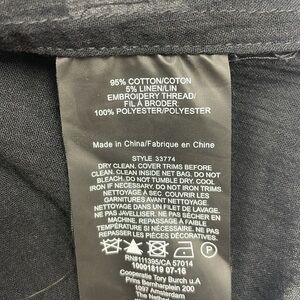 95% COTTON/COTON
5% LINEN/LIN
EMBROIDERY THREAD/
FIL À BRODER:
100% POLYESTER/POLYESTER
Made in China/Fabrique en Chine
STYLE 33774
DRY CLEAN. COVER TRIMS BEFORE
CLEAN. CLEAN INSIDE NET BAG. DO NOT
BLEACH. DO NOT TUMBLE DRY. COOL
IRON IF NECESSARY. DO NOT IRON TRIMS
NETTOYAGE À SEC. COUVRIR LES
GARNITURES AVANT NETTOYAGE.
NETTOYAGE DANS UN FILET DE LAVAGE.
NE PAS JAVELLISER. NE PAS SÉCHER EN
MACHINE. REPASSAGE À FAIBLE
TEMPÉRATURE SI NÉCESSAIRE. NE PAS
REPASSER LES PIÈCES DÉCORATIVES.
RN#111395/CA 57014
10001819 07-16
Cooperatie Tory Burch u.A
Prins Bernhardplein 200
1097 Amsterdam
The Netherlands